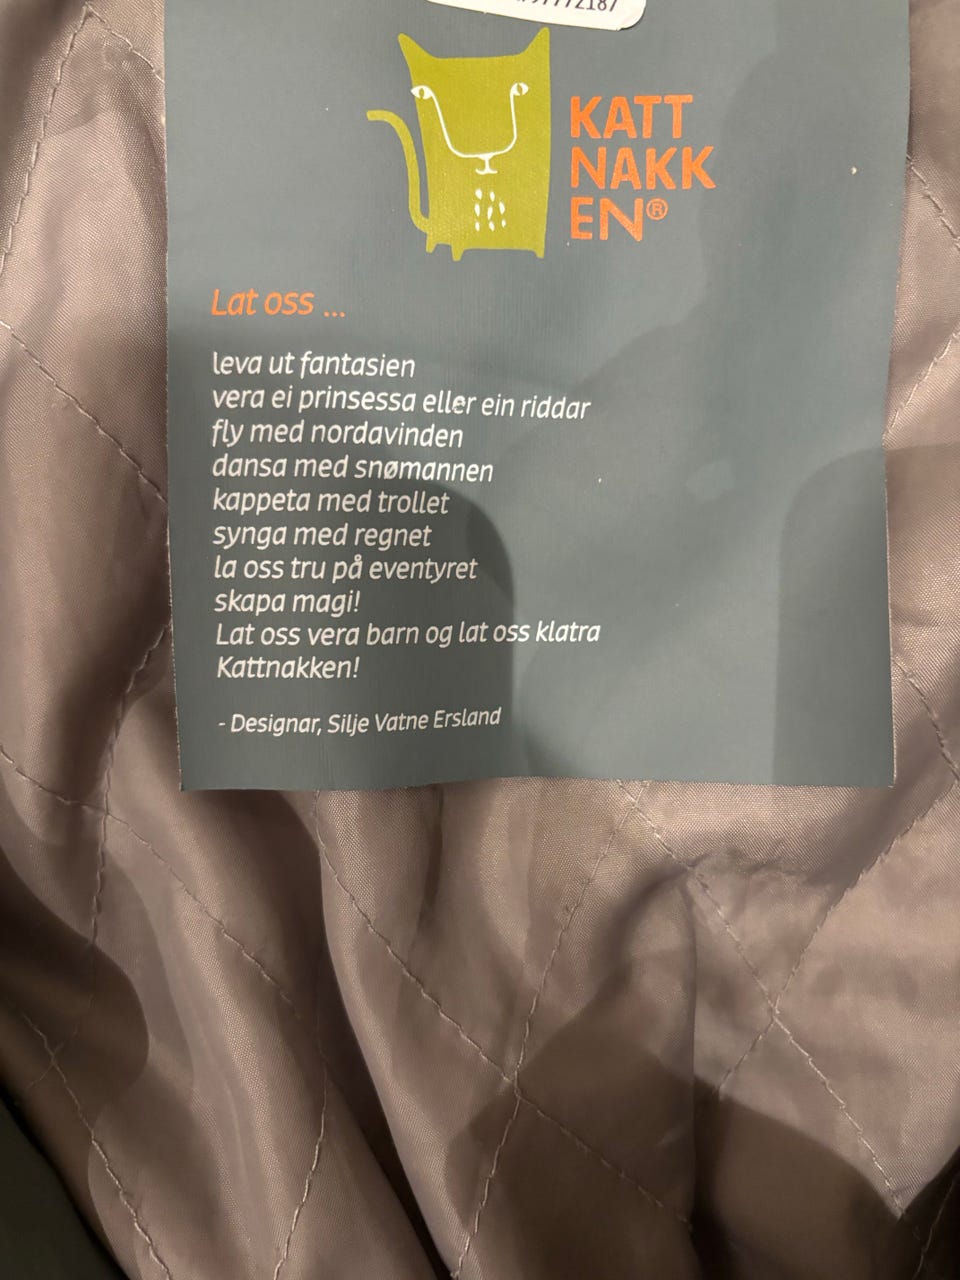 KATT
NAKK
EN®
Lat oss ...
leva ut fantasien
vera ei prinsessa eller ein riddar
fly med nordavinden
dansa med snømannen
kappeta med trollet
synga med regnet
la oss tru på eventyret
skapa magi!
Lat oss vera barn og lat oss klatra
Kattnakken!
- Designar, Silje Vatne Ersland